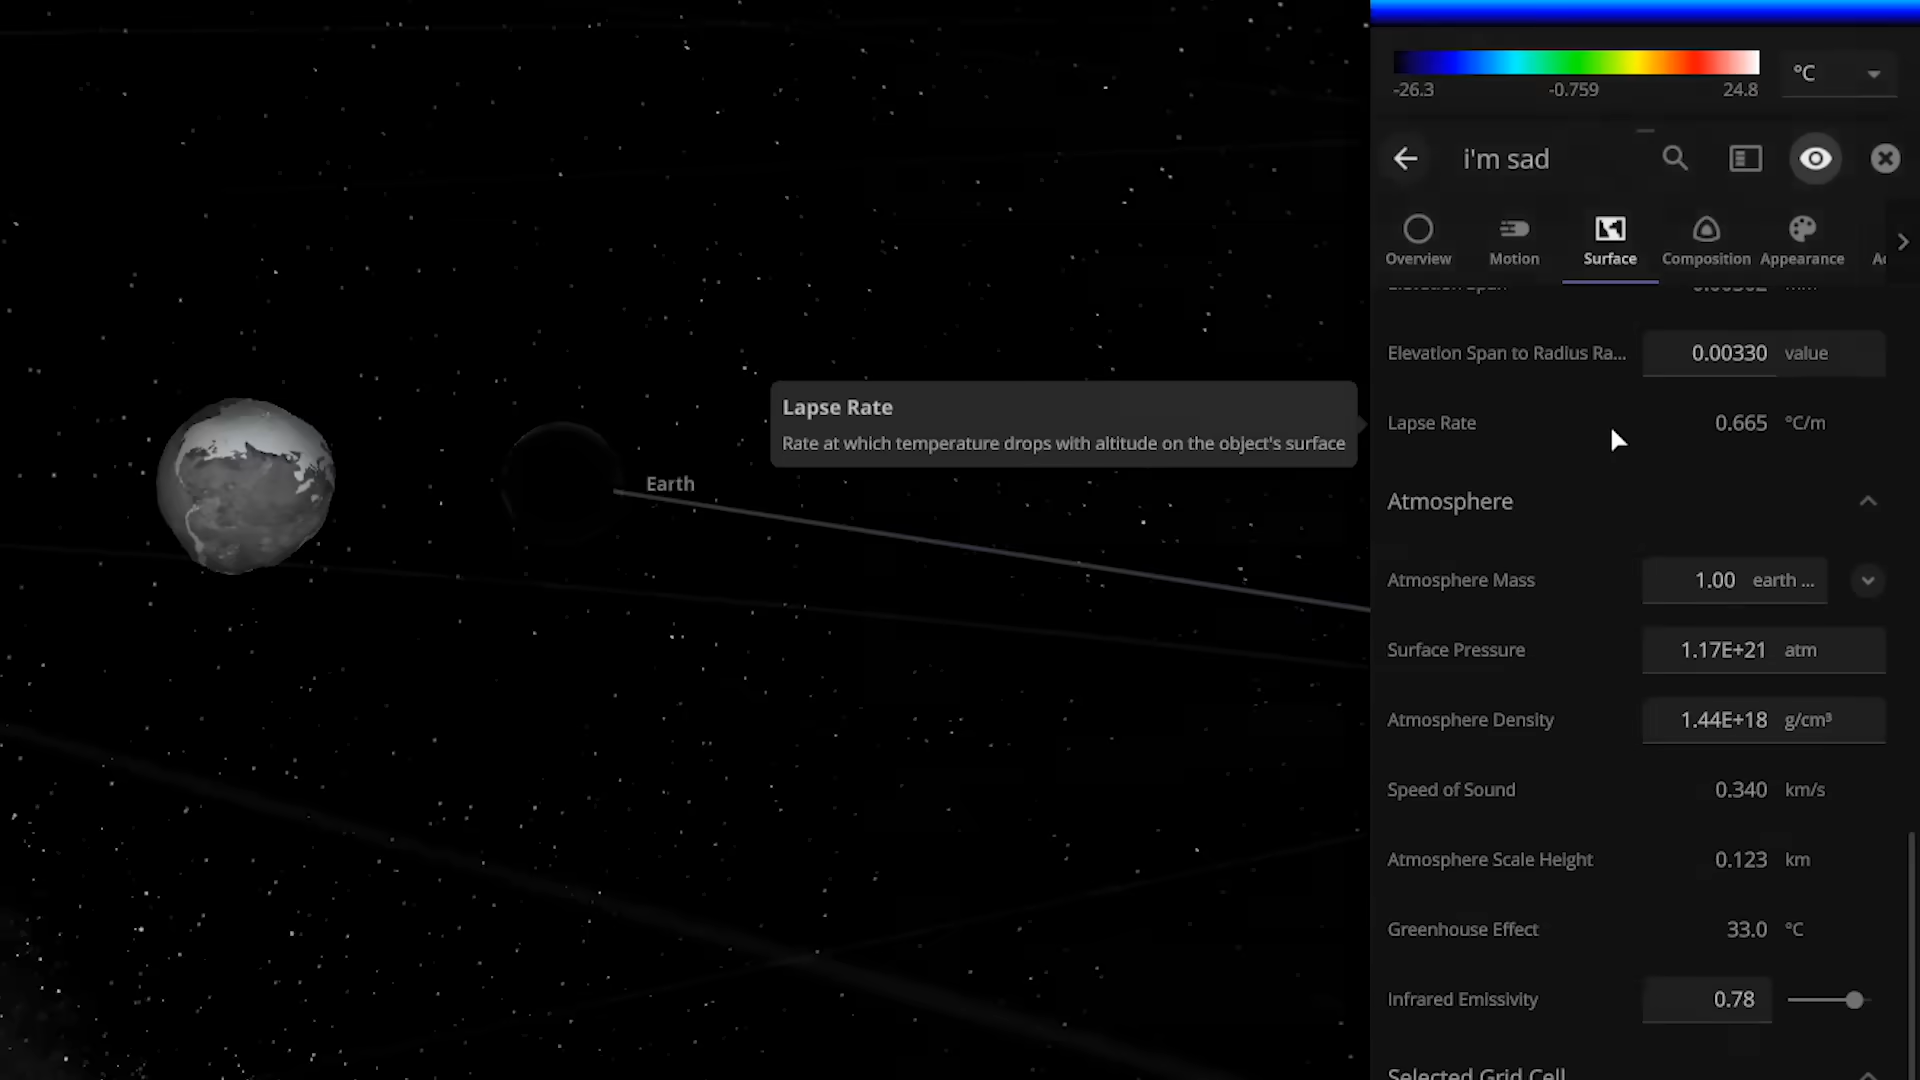 -26.3 -0.759 24.8 °C
i'm sad
Overview Motion Surface Composition Appearance
Elevation Span to Radius Ra... 0.00330 value
Lapse Rate 0.665 °C/m
Lapse Rate
Rate at which temperature drops with altitude on the object's surface
Earth
Atmosphere
Atmosphere Mass 1.00 earth ...
Surface Pressure 1.17E+21 atm
Atmosphere Density 1.44E+18 g/cm³
Speed of Sound 0.340 km/s
Atmosphere Scale Height 0.123 km
Greenhouse Effect 33.0 °C
Infrared Emissivity 0.78
Selected Grid Cell